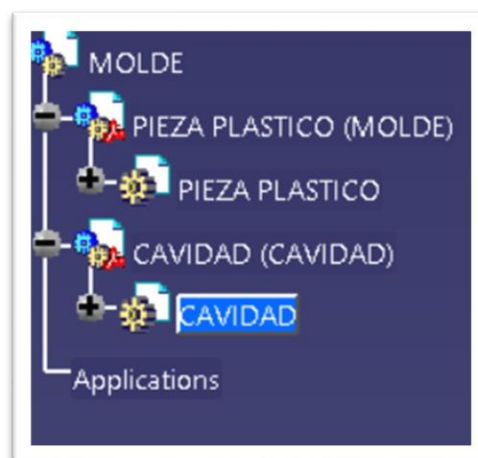 MOLDE
PIEZA PLASTICO (MOLDE)
PIEZA PLASTICO
CAVIDAD (CAVIDAD)
CAVIDAD
Applications